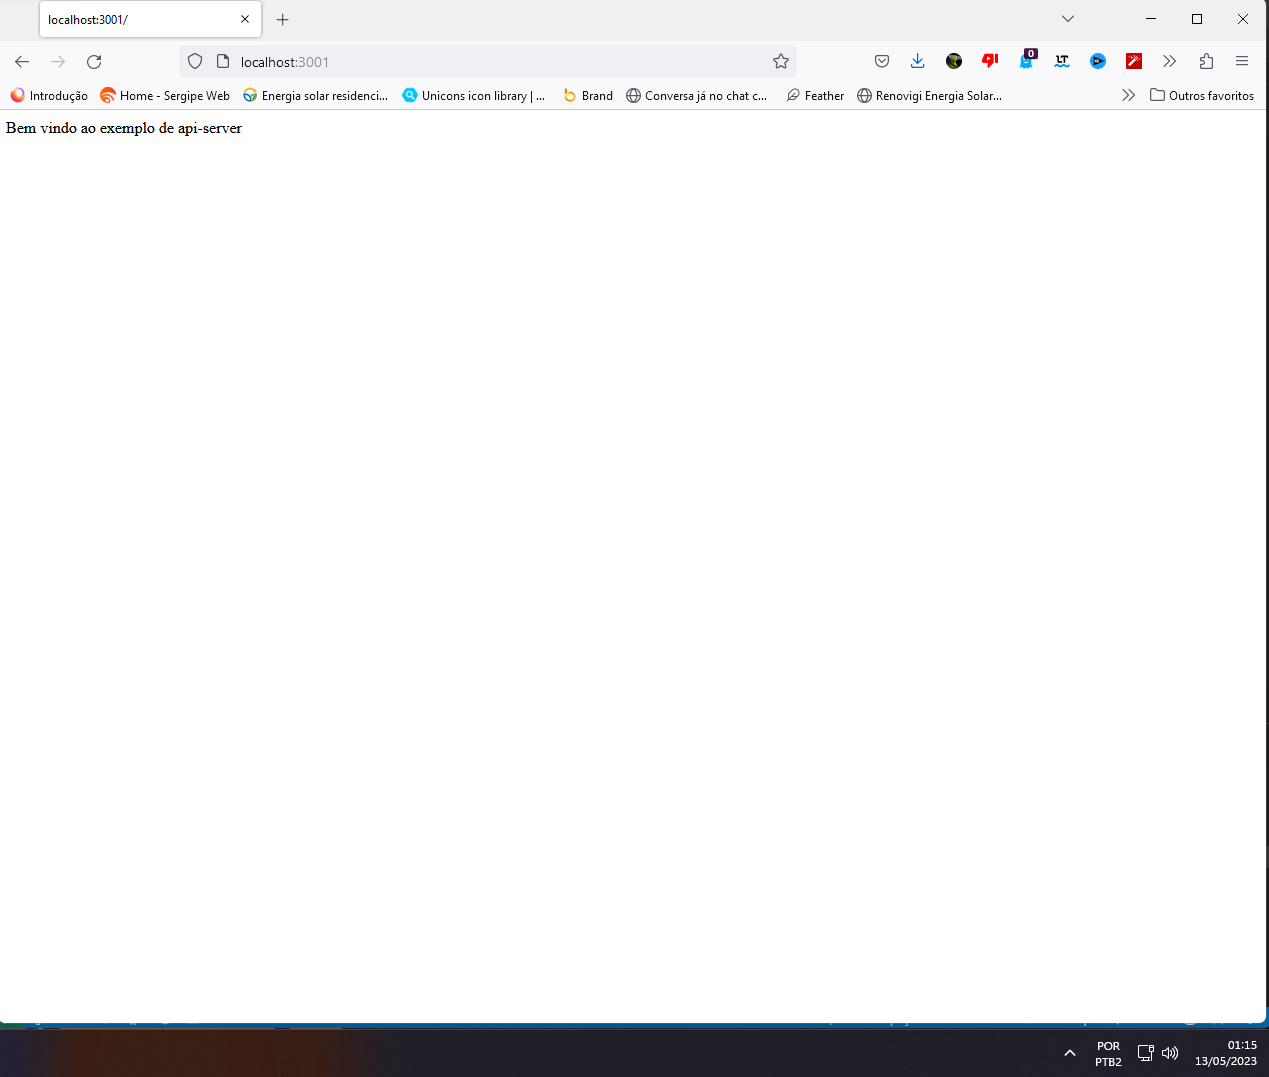 localhost:3001/
localhost:3001
0
LT
Introdução
Home - Sergipe Web
Energia solar residenci...
Unicons icon library | ...
Brand
Conversa já no chat c...
Feather
Renovigi Energia Solar...
Outros favoritos
Bem vindo ao exemplo de api-server
POR
PTB2
01:15
13/05/2023